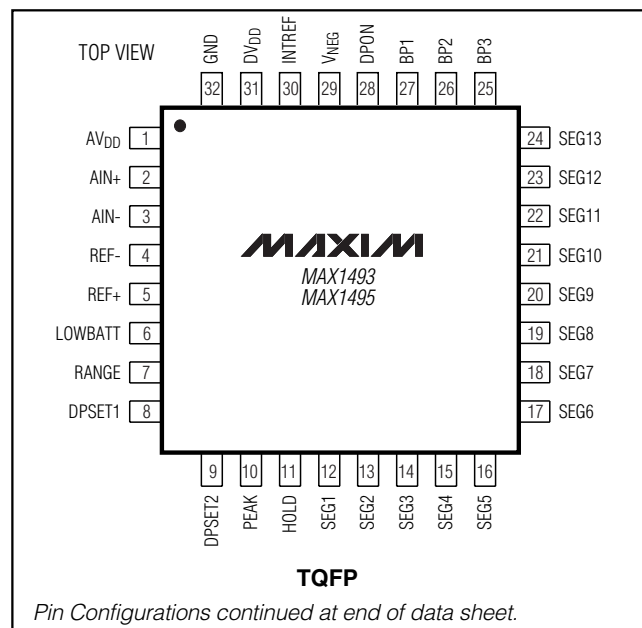 TOP VIEW
GND
DVDD
INTREF
VNEG
DPON
BP1
BP2
BP3
32
31
30
29
28
27
26
25
AVDD 1
AIN+ 2
AIN- 3
REF- 4
REF+ 5
LOWBATT 6
RANGE 7
DPSET1 8
MAXIM
MAX1493
MAX1495
24 SEG13
23 SEG12
22 SEG11
21 SEG10
20 SEG9
19 SEG8
18 SEG7
17 SEG6
9
10
11
12
13
14
15
16
DPSET2
PEAK
HOLD
SEG1
SEG2
SEG3
SEG4
SEG5
TQFP
Pin Configurations continued at end of data sheet.